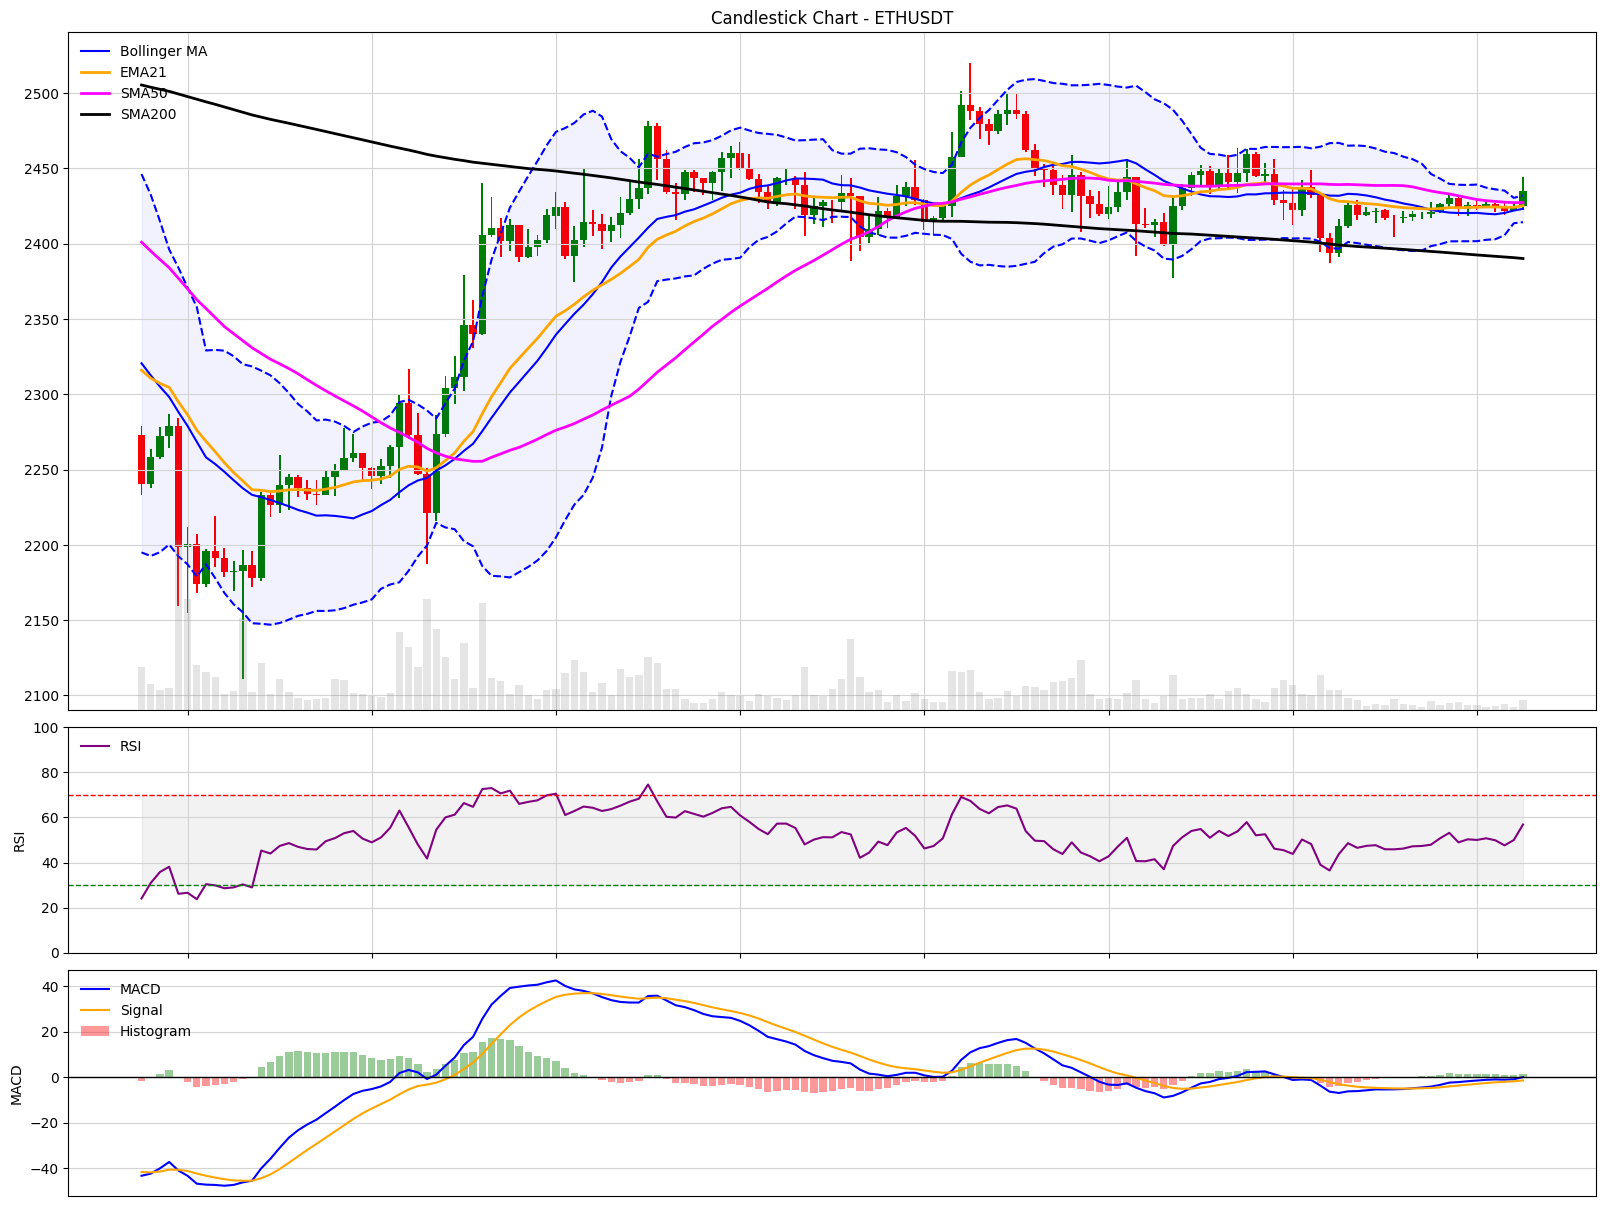 Candlestick Chart - ETHUSDT
Bollinger MA
EMA21
SMA50
SMA200
2500
2450
2400
2350
2300
2250
2200
2150
2100
100
80
60
40
20
0
RSI
RSI
40
20
0
−20
−40
MACD
MACD
Signal
Histogram